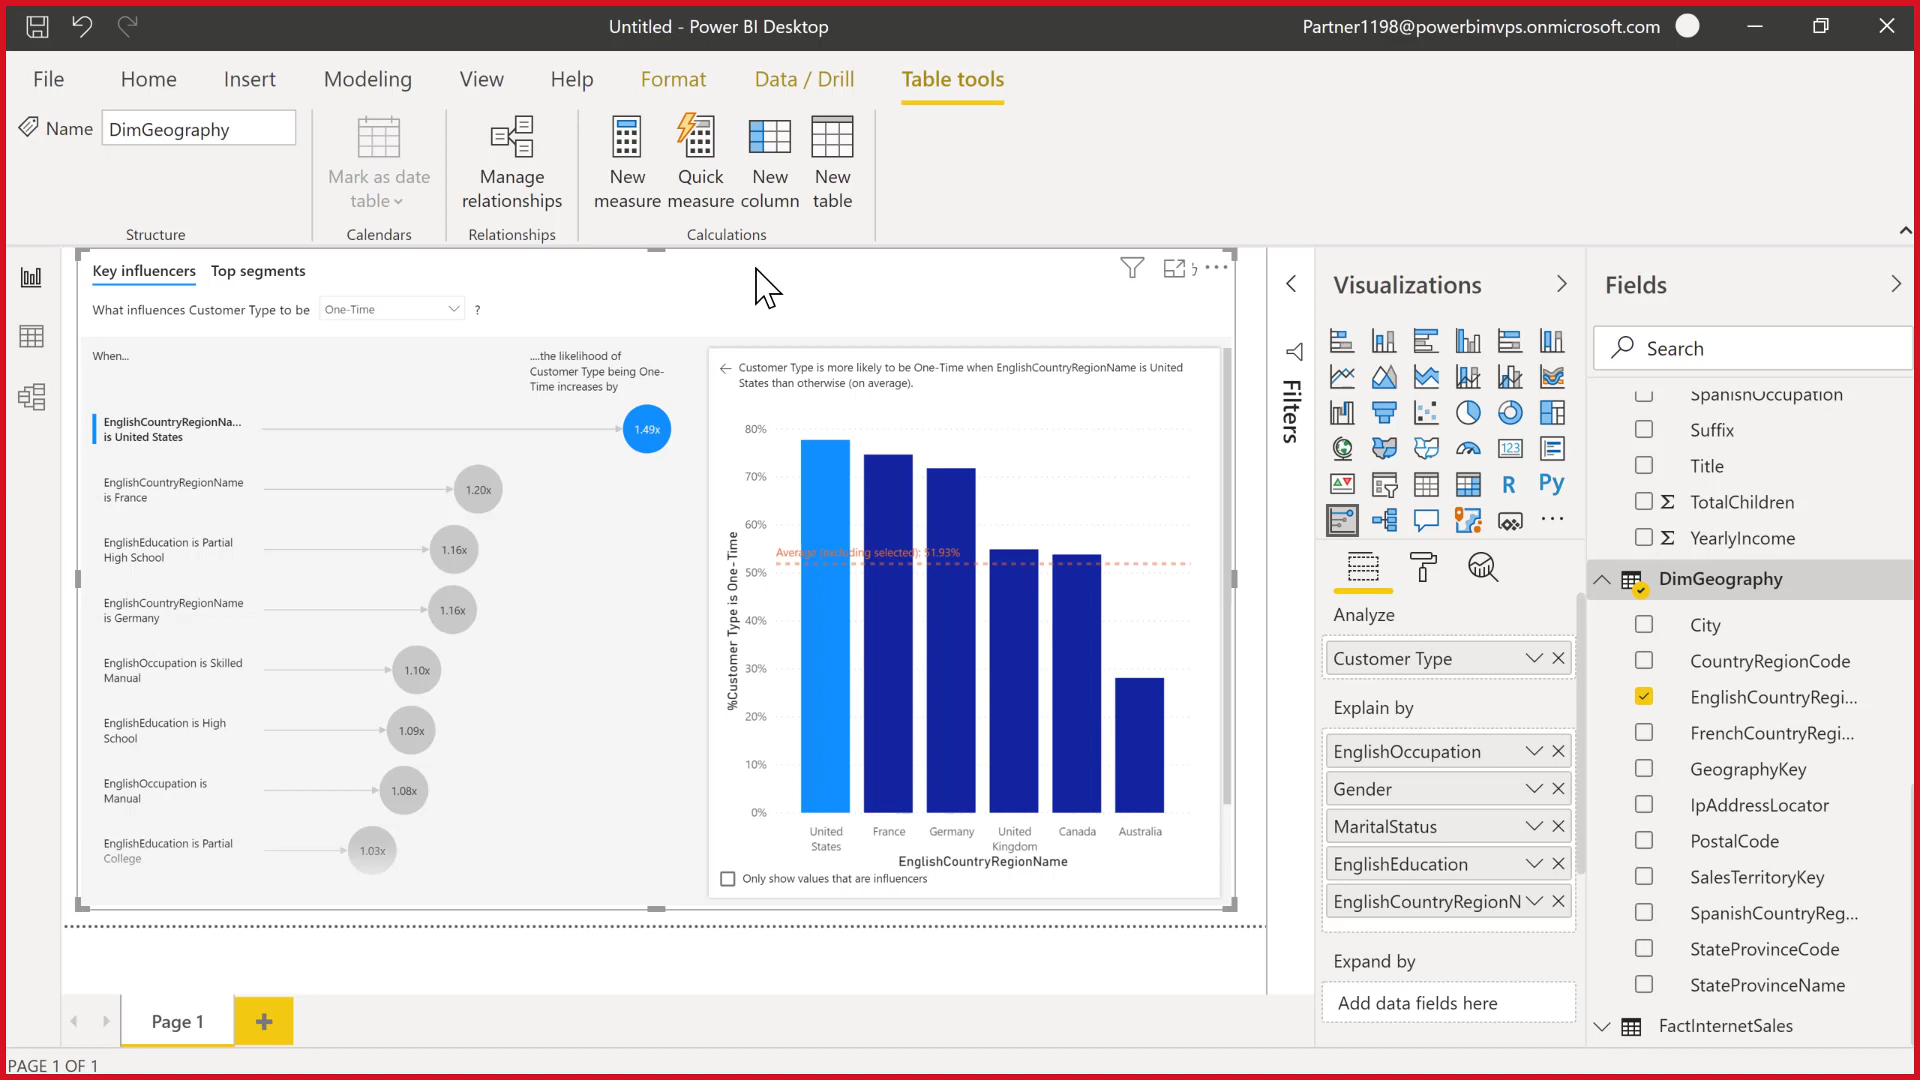 Untitled - Power BI Desktop
Partner1198@powerbimvps.onmicrosoft.com
File
Home
Insert
Modeling
View
Help
Format
Data / Drill
Table tools
Name
DimGeography
Mark as date
table
Manage
relationships
New
measure
Quick
measure
New
column
New
table
Structure
Calendars
Relationships
Calculations
Key influencers
Top segments
What influences Customer Type to be
One-Time
?
When...
....the likelihood of
Customer Type being One-
Time increases by
EnglishCountryRegionNa...
is United States
1.49x
EnglishCountryRegionName
is France
1.20x
EnglishEducation is Partial
High School
1.16x
EnglishCountryRegionName
is Germany
1.16x
EnglishOccupation is Skilled
Manual
1.10x
EnglishEducation is High
School
1.09x
EnglishOccupation is
Manual
1.08x
EnglishEducation is Partial
College
1.03x
Customer Type is more likely to be One-Time when EnglishCountryRegionName is United
States than otherwise (on average).
%Customer Type is One-Time
80%
70%
60%
50%
40%
30%
20%
10%
0%
Average (excluding selected): 51.93%
United
States
France
Germany
United
Kingdom
Canada
Australia
EnglishCountryRegionName
Only show values that are influencers
Page 1
PAGE 1 OF 1
Filters
Visualizations
123
R
Py
Analyze
Customer Type
Explain by
EnglishOccupation
Gender
MaritalStatus
EnglishEducation
EnglishCountryRegionN
Expand by
Add data fields here
Fields
Search
SpanishOccupation
Suffix
Title
TotalChildren
YearlyIncome
DimGeography
City
CountryRegionCode
EnglishCountryRegi...
FrenchCountryRegi...
GeographyKey
IpAddressLocator
PostalCode
SalesTerritoryKey
SpanishCountryReg...
StateProvinceCode
StateProvinceName
FactInternetSales